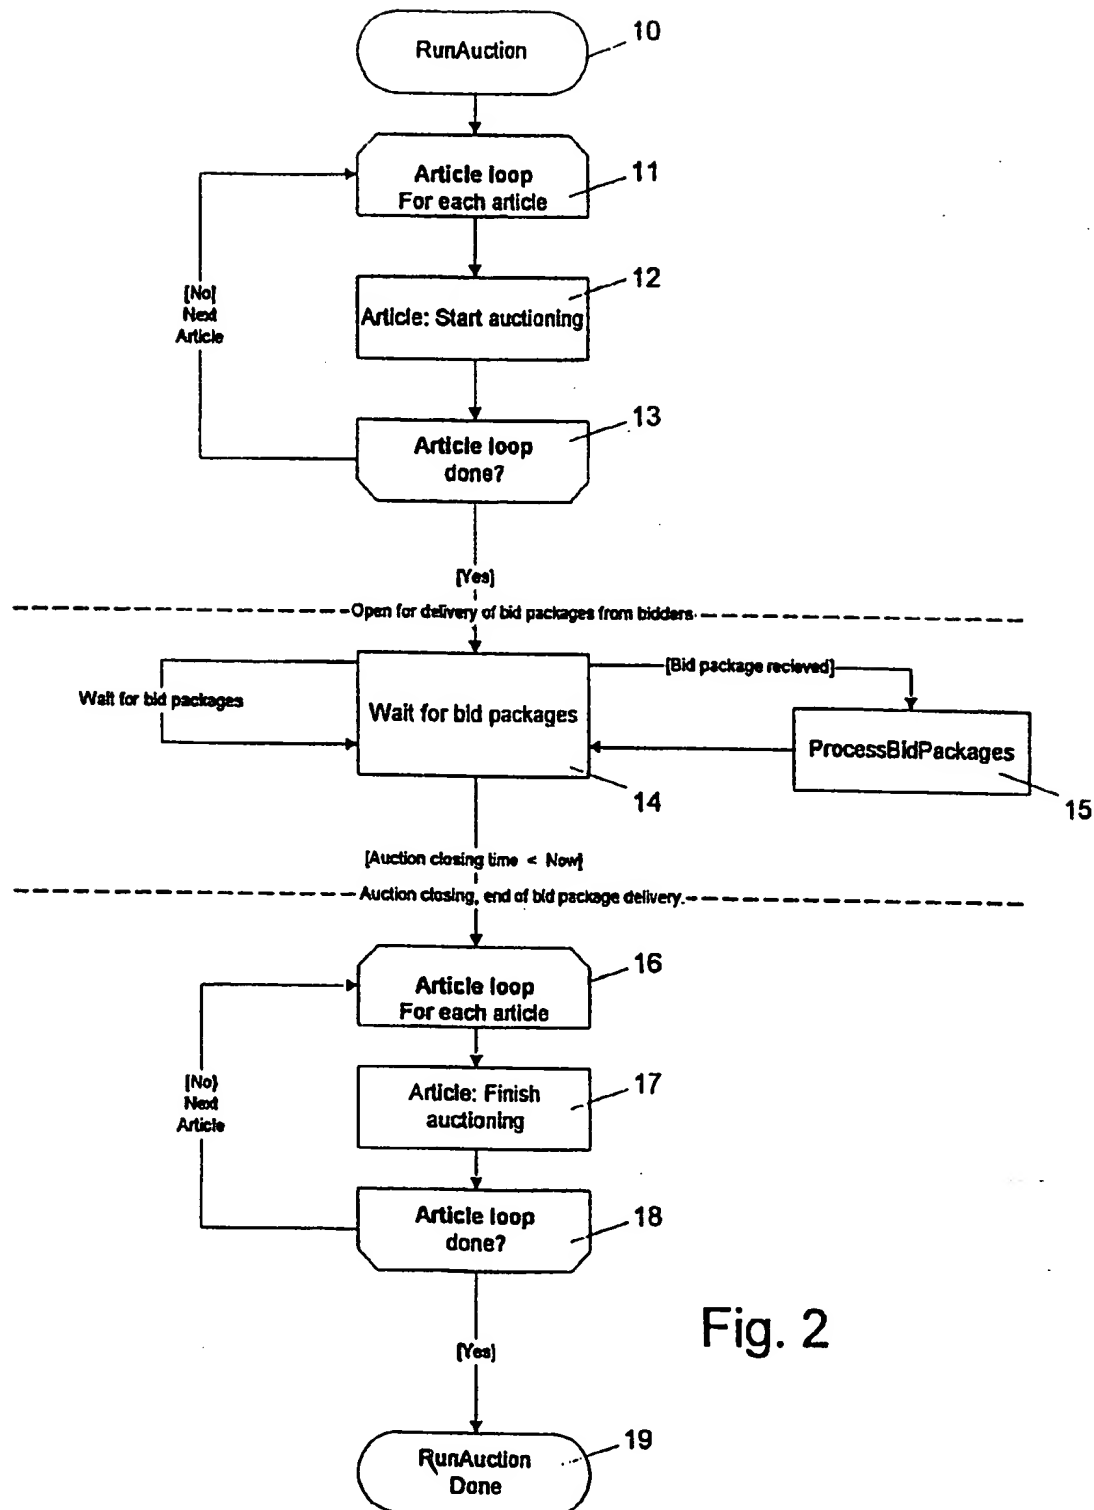 RunAuction
10
Article loop
For each article
11
Article: Start auctioning
12
[No]
Next
Article
Article loop
done?
13
[Yes]
Open for delivery of bid packages from bidders
Wait for bid packages
Wait for bid packages
14
[Bid package recieved]
ProcessBidPackages
15
[Auction closing time < Now]
Auction closing, end of bid package delivery.
Article loop
For each article
16
Article: Finish
auctioning
17
[No]
Next
Article
Article loop
done?
18
[Yes]
Fig. 2
RunAuction
Done
19